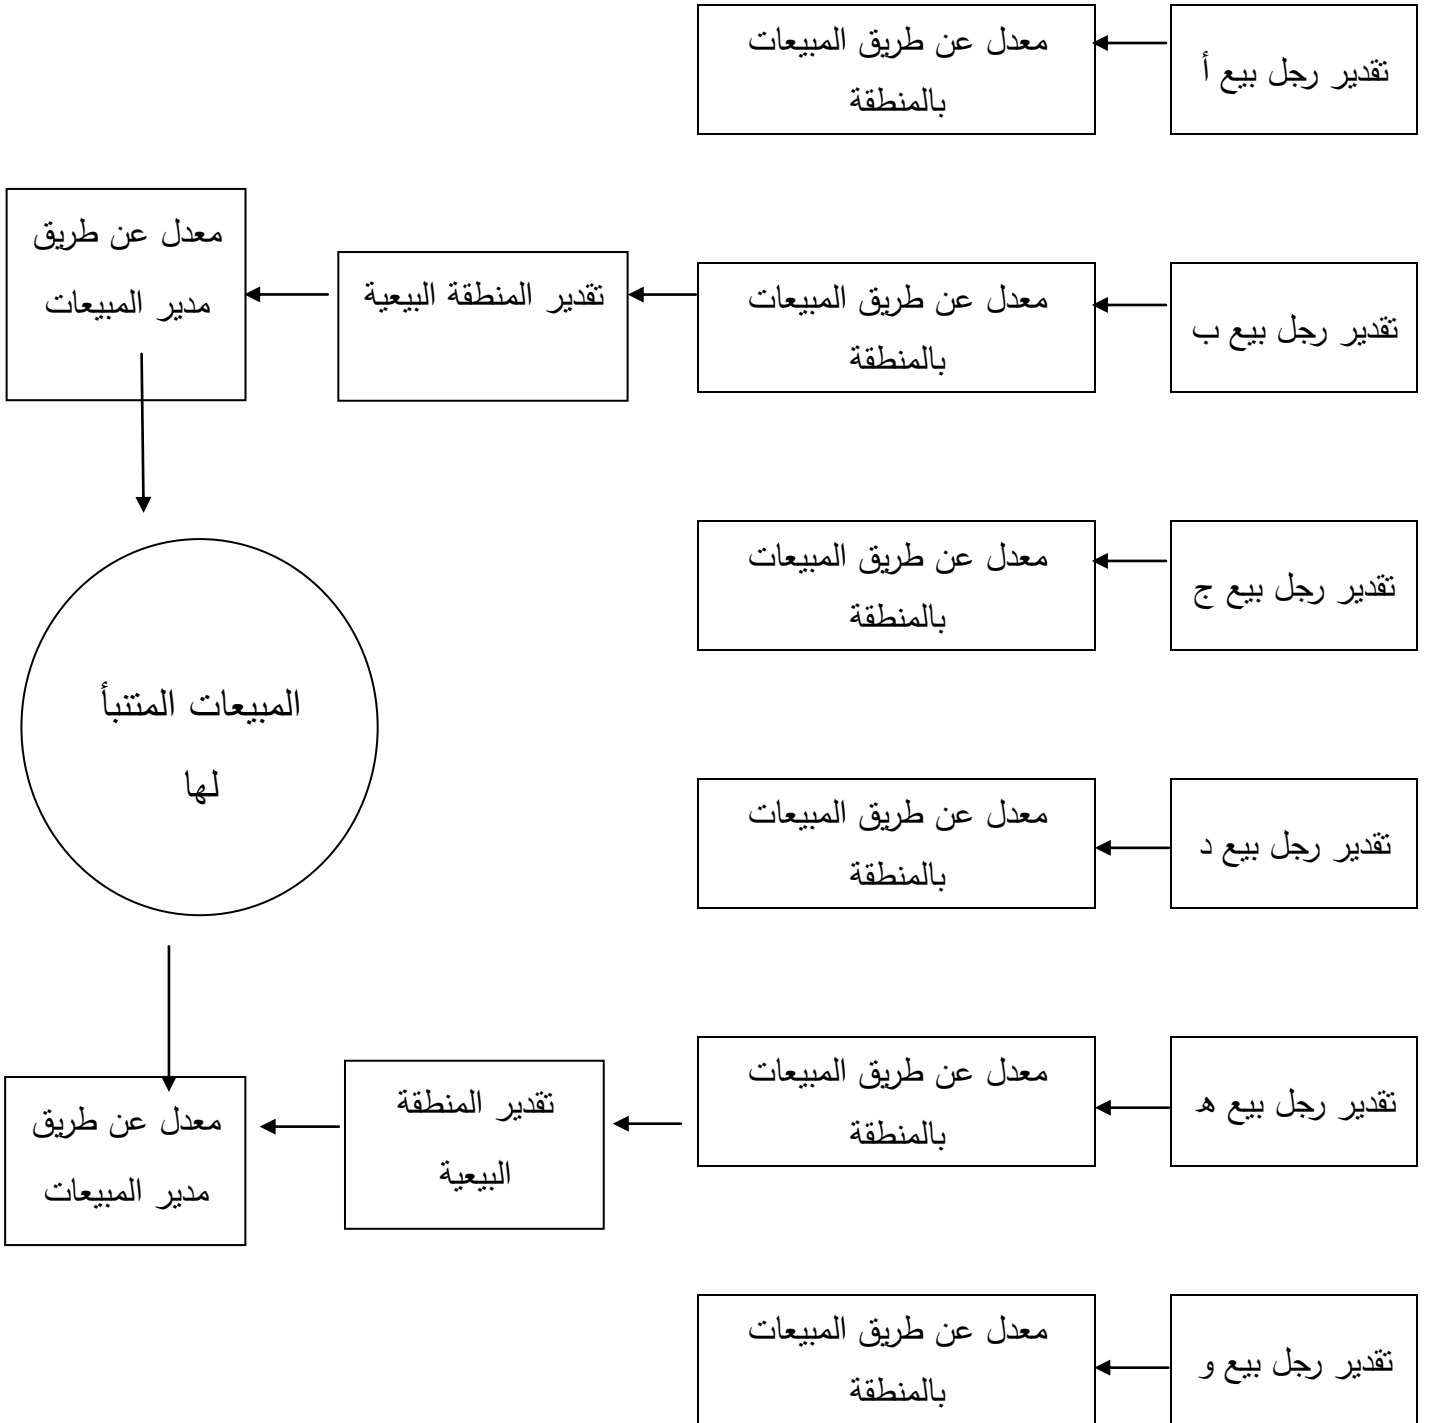 تقدير رجل بيع أ
معدل عن طريق المبيعات
بالمنطقة
تقدير رجل بيع ب
معدل عن طريق المبيعات
بالمنطقة
تقدير المنطقة البيعية
معدل عن طريق
مدير المبيعات
تقدير رجل بيع ج
معدل عن طريق المبيعات
بالمنطقة
المبيعات المتنبأ
لها
تقدير رجل بيع د
معدل عن طريق المبيعات
بالمنطقة
تقدير رجل بيع ه
معدل عن طريق المبيعات
بالمنطقة
تقدير المنطقة
البيعية
معدل عن طريق
مدير المبيعات
تقدير رجل بيع و
معدل عن طريق المبيعات
بالمنطقة